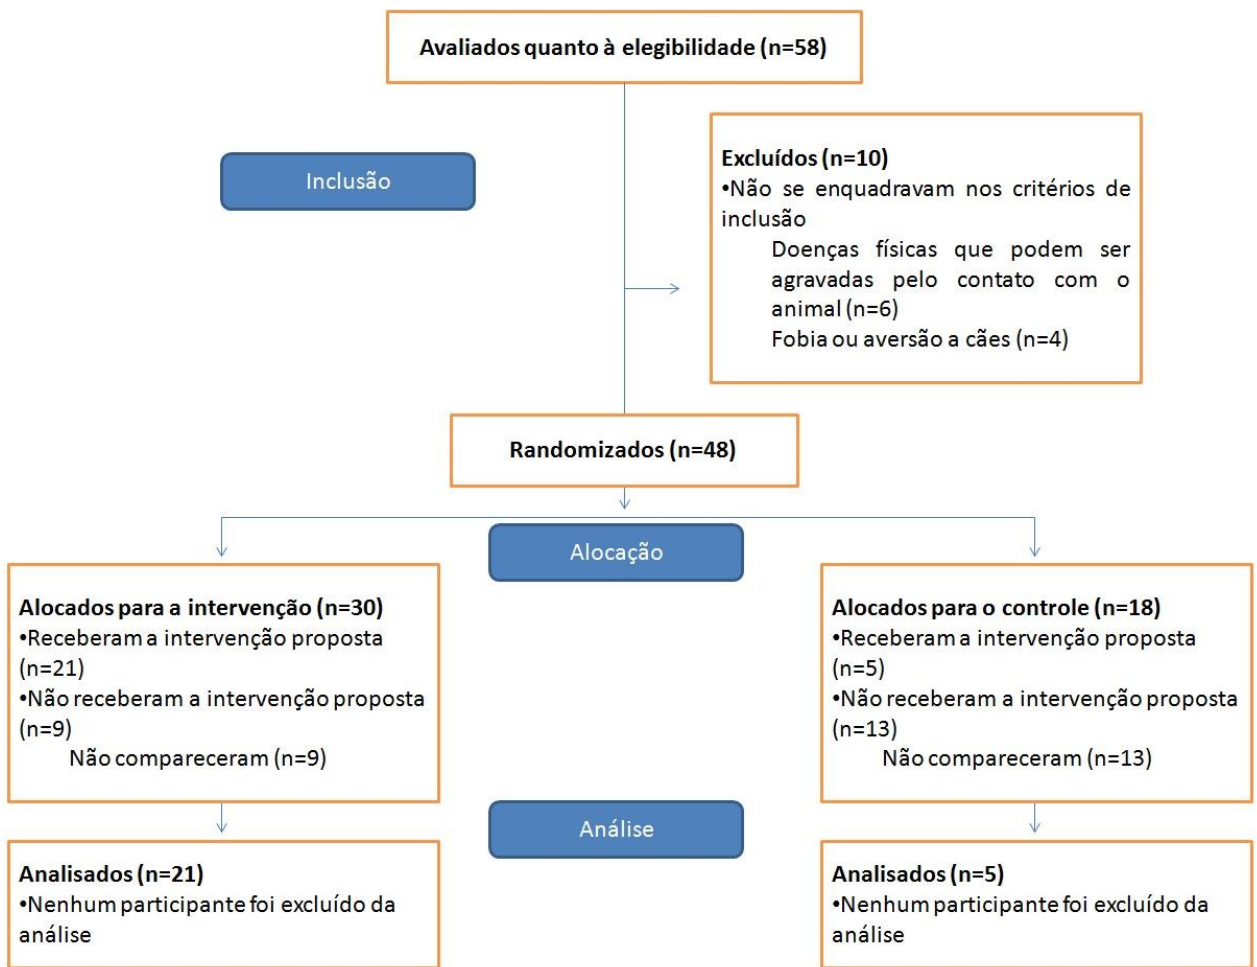 Avaliados quanto à elegibilidade (n=58)
Inclusão
Excluídos (n=10)
•Não se enquadravam nos critérios de
inclusão
Doenças físicas que podem ser
agravadas pelo contato com o
animal (n=6)
Fobia ou aversão a cães (n=4)
Randomizados (n=48)
Alocação
Alocados para a intervenção (n=30)
•Receberam a intervenção proposta
(n=21)
•Não receberam a intervenção proposta
(n=9)
Não compareceram (n=9)
Alocados para o controle (n=18)
•Receberam a intervenção proposta
(n=5)
•Não receberam a intervenção proposta
(n=13)
Não compareceram (n=13)
Análise
Analisados (n=21)
•Nenhum participante foi excluído da
análise
Analisados (n=5)
•Nenhum participante foi excluído da
análise